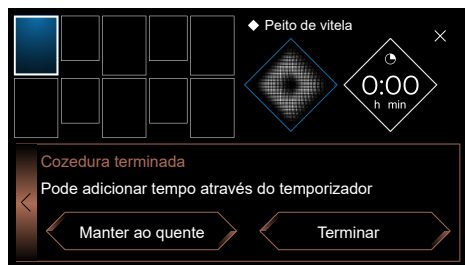 Peito de vitela
0:00
h min
Cozedura terminada
Pode adicionar tempo através do temporizador
Manter ao quente
Terminar